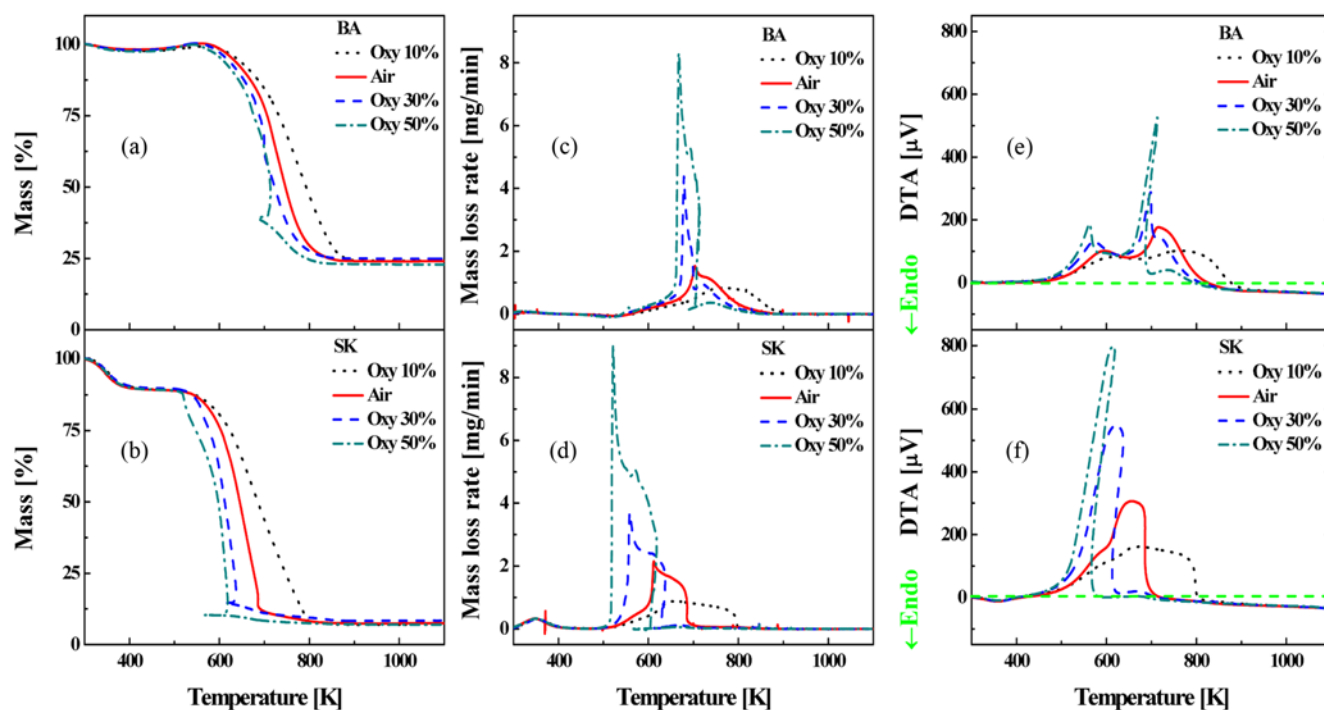 BA
Oxy 10%
Air
Oxy 30%
Oxy 50%
(a)
Mass [%]
100
75
50
25
0
SK
Oxy 10%
Air
Oxy 30%
Oxy 50%
(b)
Mass [%]
100
75
50
25
0
400
600
800
1000
Temperature [K]
BA
Oxy 10%
Air
Oxy 30%
Oxy 50%
(c)
Mass loss rate [mg/min]
8
6
4
2
0
SK
Oxy 10%
Air
Oxy 30%
Oxy 50%
(d)
Mass loss rate [mg/min]
8
6
4
2
0
400
600
800
1000
Temperature [K]
BA
Oxy 10%
Air
Oxy 30%
Oxy 50%
(e)
DTA [µV]
←Endo
800
600
400
200
0
SK
Oxy 10%
Air
Oxy 30%
Oxy 50%
(f)
DTA [µV]
←Endo
800
600
400
200
0
400
600
800
1000
Temperature [K]